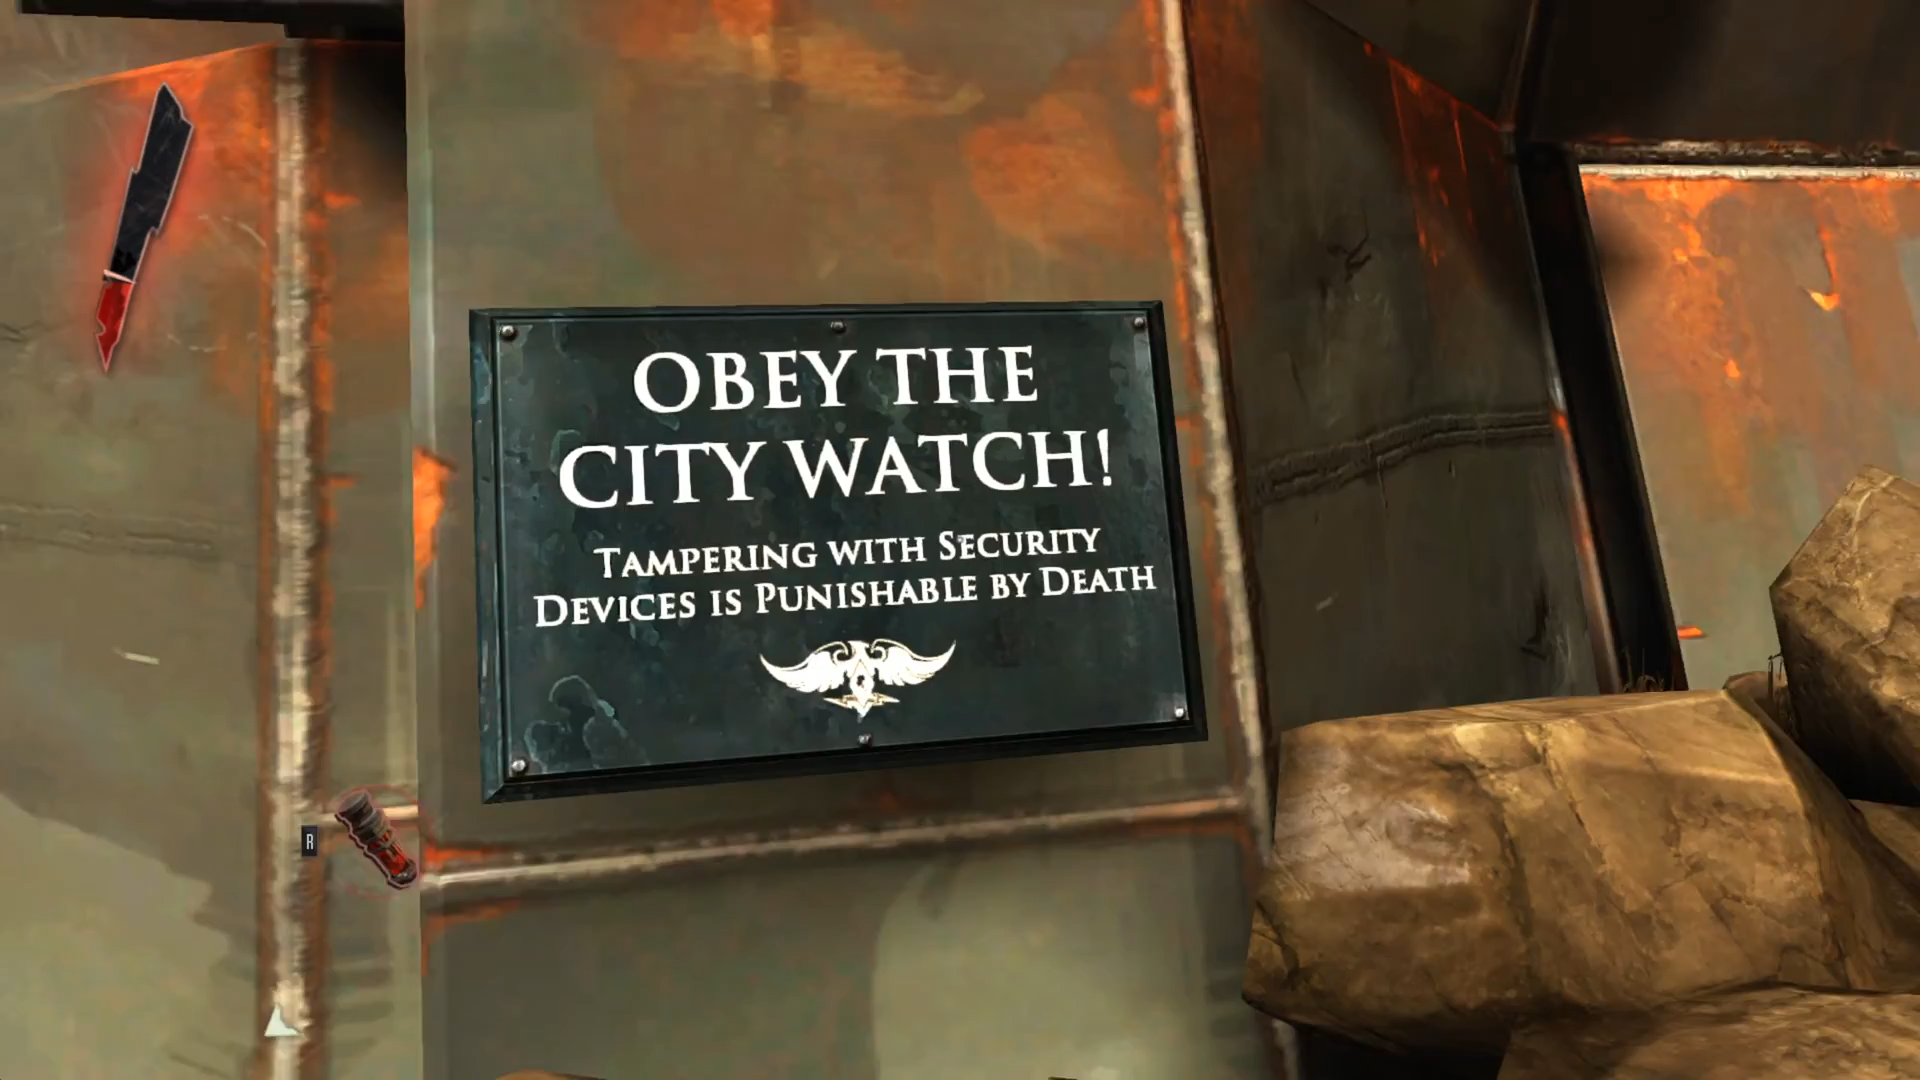 OBEY THE
CITY WATCH!
TAMPERING WITH SECURITY
DEVICES IS PUNISHABLE BY DEATH
R